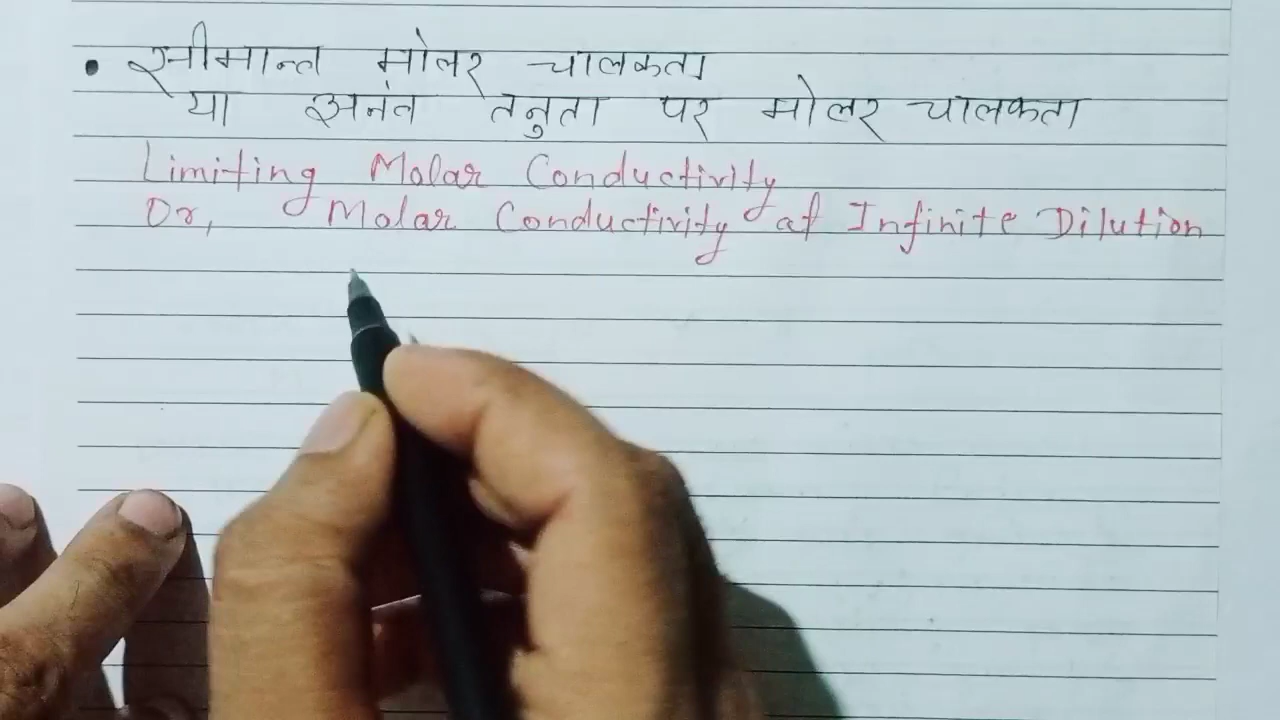 • सीमान्त मोलर चालकता
या अनंत तनुता पर मोलर चालकता
Limiting Molar Conductivity
Or, Molar Conductivity at Infinite Dilution